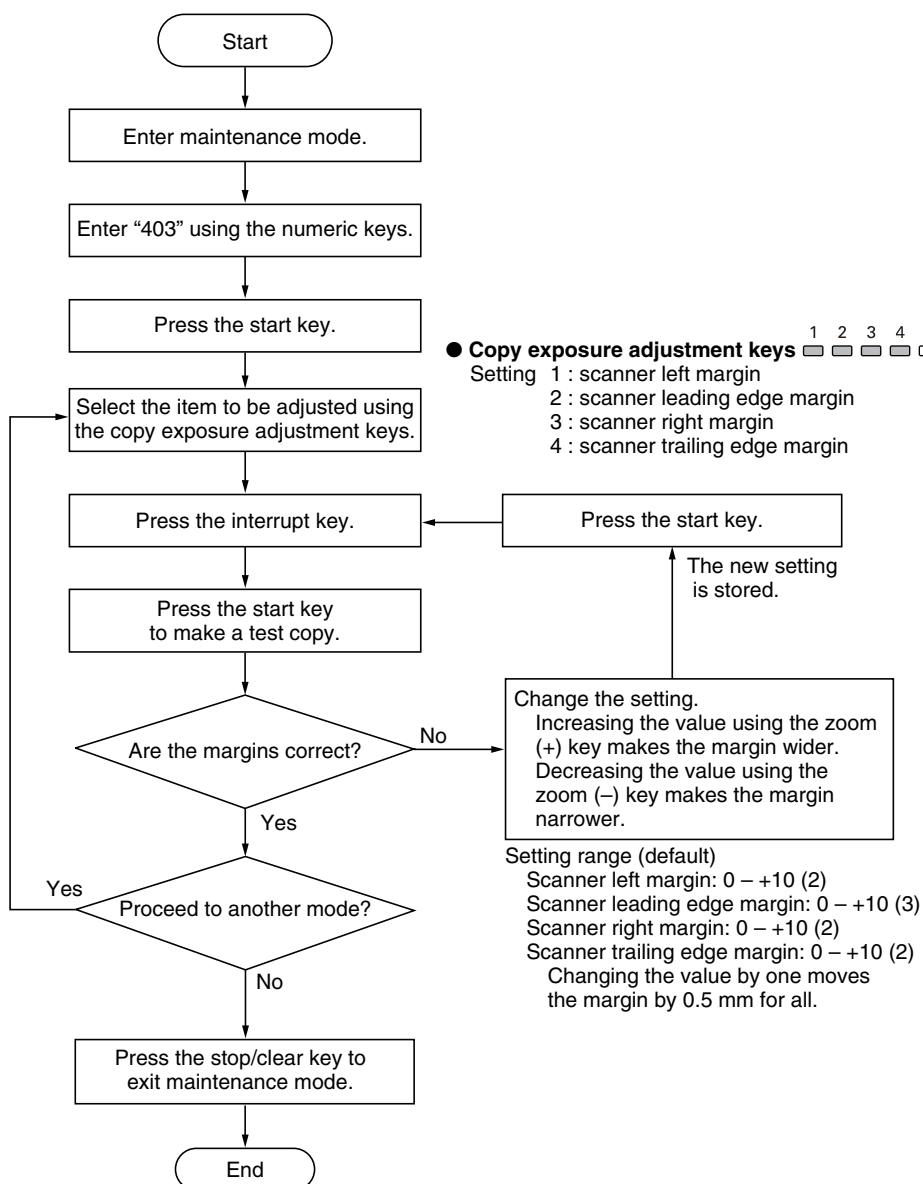 Start
Enter maintenance mode.
Enter “403” using the numeric keys.
Press the start key.
1 2 3 4
● Copy exposure adjustment keys
Setting 1 : scanner left margin
2 : scanner leading edge margin
3 : scanner right margin
4 : scanner trailing edge margin
Select the item to be adjusted using
the copy exposure adjustment keys.
Press the interrupt key.
Press the start key.
The new setting
is stored.
Press the start key
to make a test copy.
Are the margins correct?
No
Change the setting.
Increasing the value using the zoom
(+) key makes the margin wider.
Decreasing the value using the
zoom (–) key makes the margin
narrower.
Yes
Setting range (default)
Scanner left margin: 0 – +10 (2)
Scanner leading edge margin: 0 – +10 (3)
Scanner right margin: 0 – +10 (2)
Scanner trailing edge margin: 0 – +10 (2)
Changing the value by one moves
the margin by 0.5 mm for all.
Yes
Proceed to another mode?
No
Press the stop/clear key to
exit maintenance mode.
End